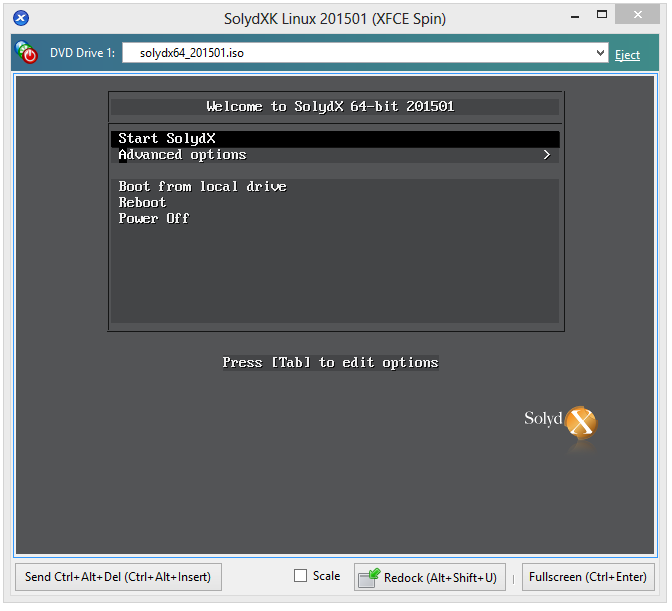 SolydXK Linux 201501 (XFCE Spin)
DVD Drive 1: solydx64_201501.iso Eject
Welcome to SolydX 64-bit 201501
Start SolydX
Advanced options >
Boot from local drive
Reboot
Power Off
Press [Tab] to edit options
Solyd X
Send Ctrl+Alt+Del (Ctrl+Alt+Insert) Scale Redock (Alt+Shift+U) Fullscreen (Ctrl+Enter)